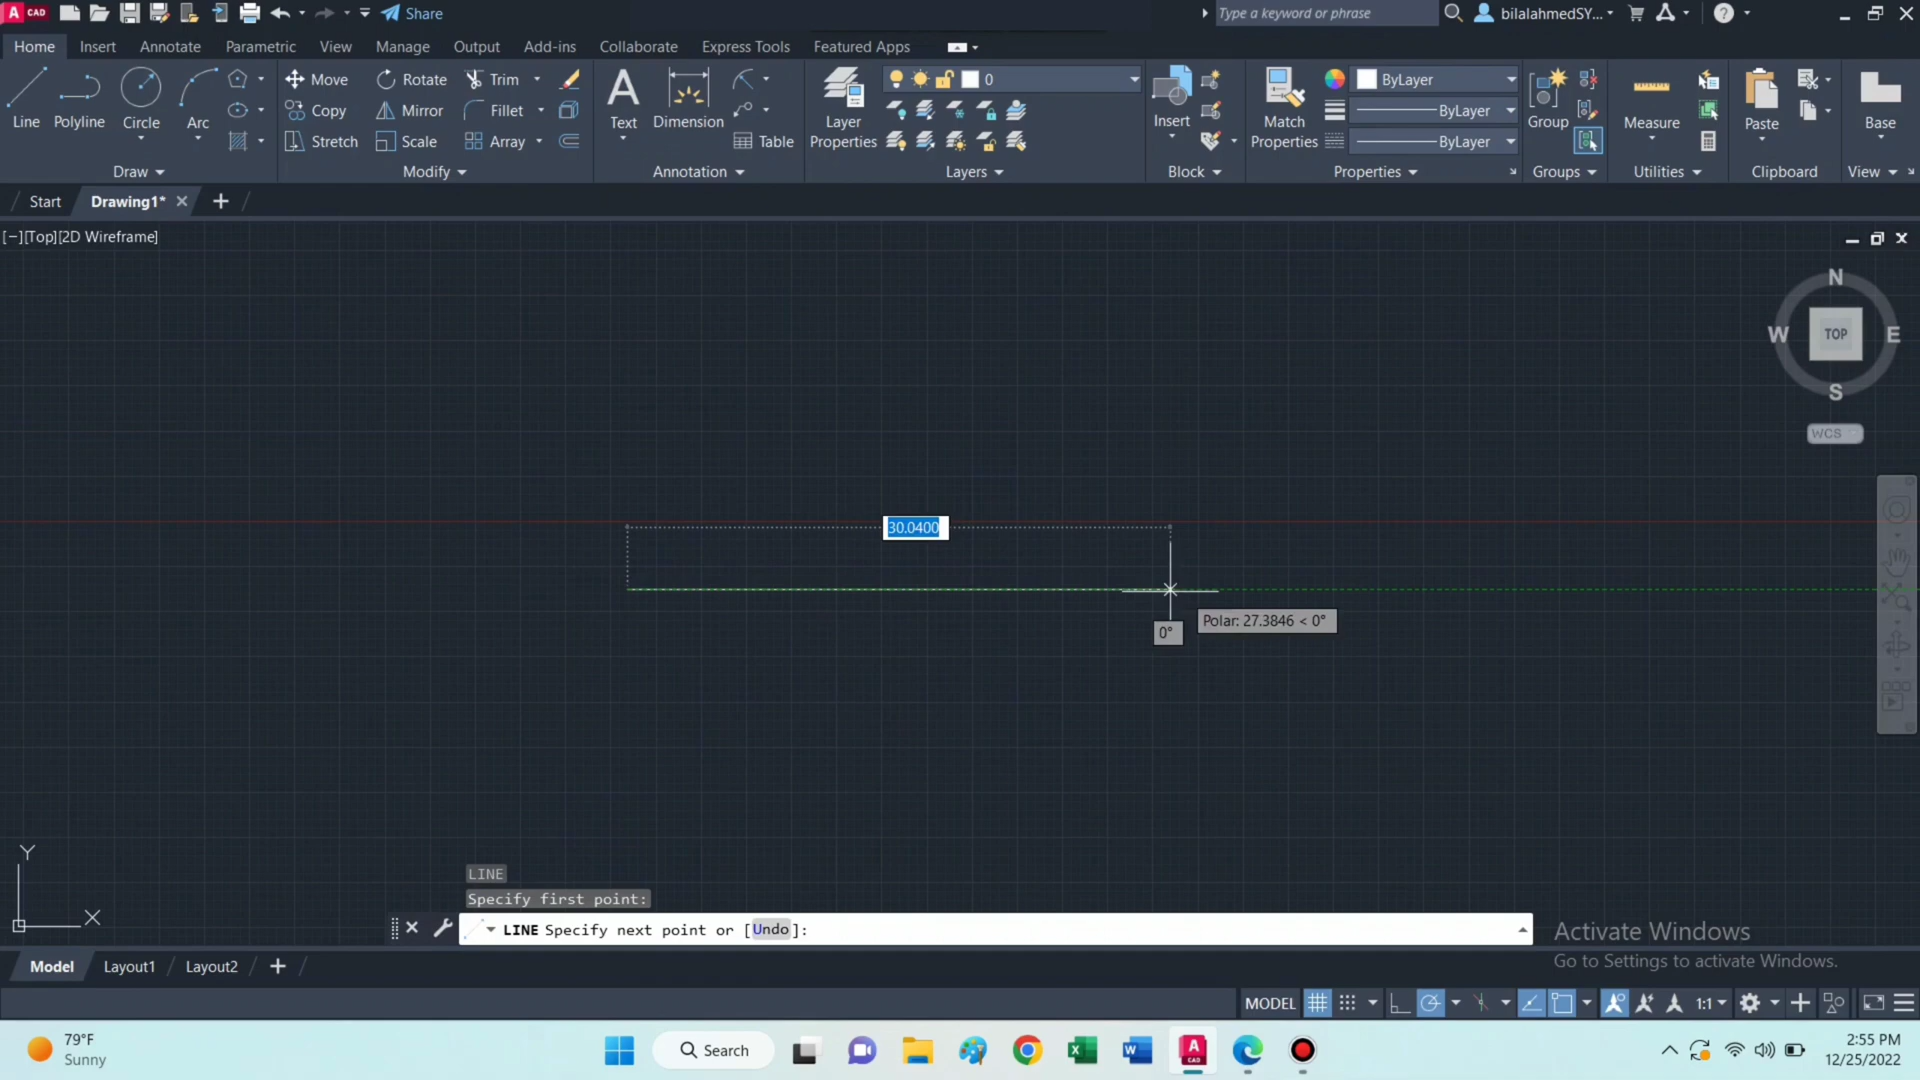 A CAD
Share
Type a keyword or phrase
bilalahmedSY...
Home Insert Annotate Parametric View Manage Output Add-ins Collaborate Express Tools Featured Apps
Line Polyline Circle Arc
Move Rotate Trim
Copy Mirror Fillet
Stretch Scale Array
Text Dimension Table
Layer Properties
0
Insert
Match Properties
ByLayer
ByLayer
ByLayer
Group
Measure
Paste
Base
Draw Modify Annotation Layers Block Properties Groups Utilities Clipboard View
Start Drawing1* +
[−][Top][2D Wireframe]
N
W TOP E
S
WCS
30.0400
Polar: 27.3846 < 0°
0°
Y
X
LINE
Specify first point:
LINE Specify next point or [Undo]:
Activate Windows
Go to Settings to activate Windows.
Model Layout1 Layout2 +
MODEL 1:1
79°F
Sunny
Search
2:55 PM
12/25/2022